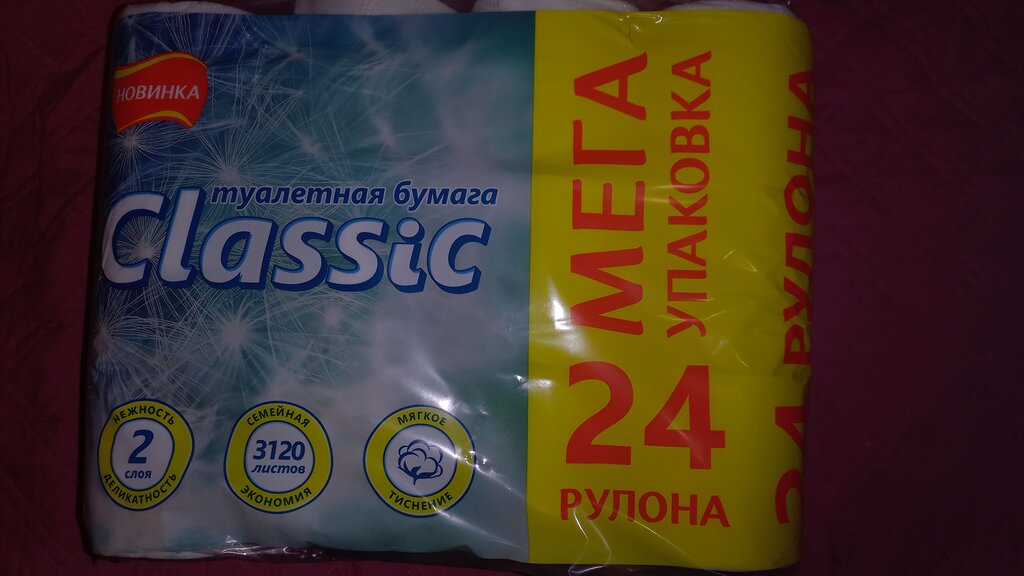 НОВИНКА
туалетная бумага
Classic
НЕЖНОСТЬ
2
слоя
ДЕЛИКАТНОСТЬ
СЕМЕЙНАЯ
3120
листов
ЭКОНОМИЯ
МЯГКОЕ
ТИСНЕНИЕ
МЕГА
УПАКОВКА
24
РУЛОНА
24 РУЛОНА